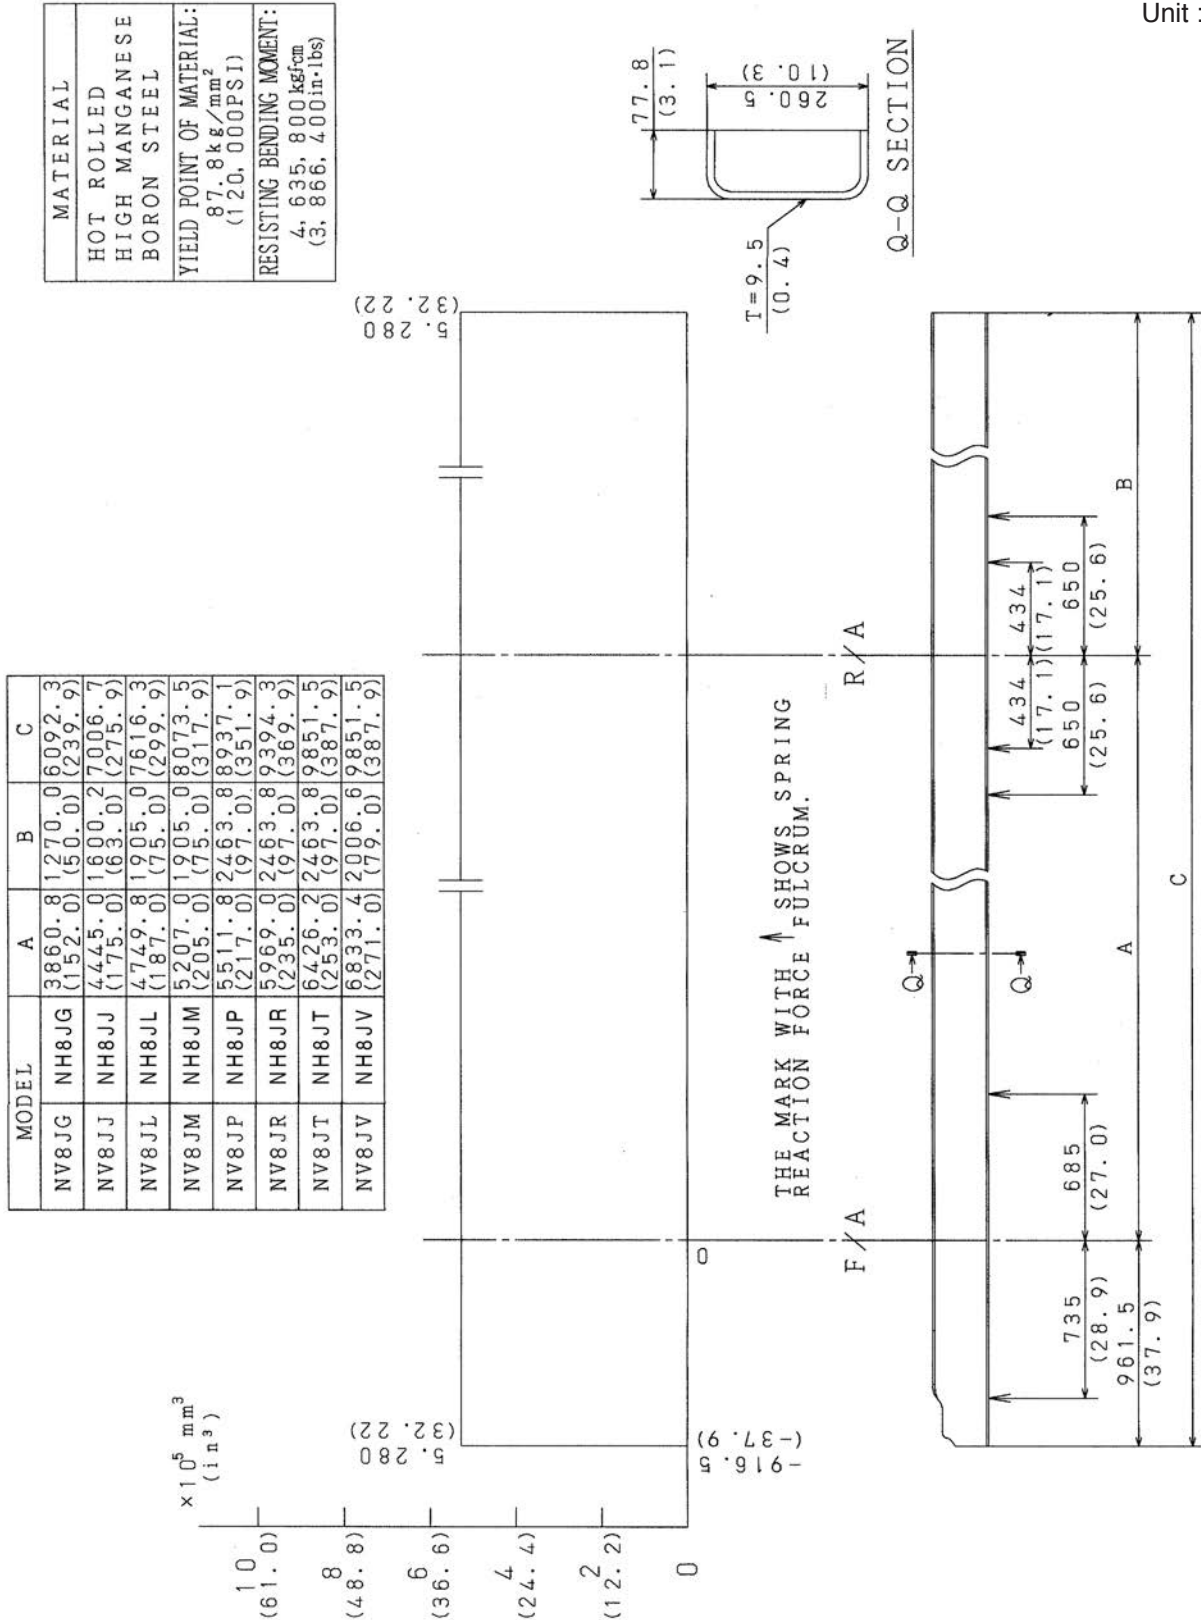 Unit :
MODEL A B C
NV8JG NH8JG 3860.8 1270.0 6092.3
(152.0) (50.0) (239.9)
NV8JJ NH8JJ 4445.0 1600.2 7006.7
(175.0) (63.0) (275.9)
NV8JL NH8JL 4749.8 1905.0 7616.3
(187.0) (75.0) (299.9)
NV8JM NH8JM 5207.0 1905.0 8073.5
(205.0) (75.0) (317.9)
NV8JP NH8JP 5511.8 2463.8 8937.1
(217.0) (97.0) (351.9)
NV8JR NH8JR 5969.0 2463.8 9394.3
(235.0) (97.0) (369.9)
NV8JT NH8JT 6426.2 2463.8 9851.5
(253.0) (97.0) (387.9)
NV8JV NH8JV 6833.4 2006.6 9851.5
(271.0) (79.0) (387.9)
MATERIAL
HOT ROLLED
HIGH MANGANESE
BORON STEEL
YIELD POINT OF MATERIAL:
87.8kg/mm²
(120,000PSI)
RESISTING BENDING MOMENT:
4,635,800kgf·cm
(3,866,400in·lbs)
×10⁵ mm³
(in³)
10
(61.0)
8
(48.8)
6
(36.6)
4
(24.4)
2
(12.2)
0
5.280
(32.22)
5.280
(32.22)
-916.5
(-37.9)
0
F/A
R/A
THE MARK WITH ↑ SHOWS SPRING
REACTION FORCE FULCRUM.
77.8
(3.1)
260.5
(10.3)
T=9.5
(0.4)
Q-Q SECTION
Q
Q
735
(28.9)
961.5
(37.9)
685
(27.0)
434
(17.1)
434
(17.1)
650
(25.6)
650
(25.6)
A
B
C